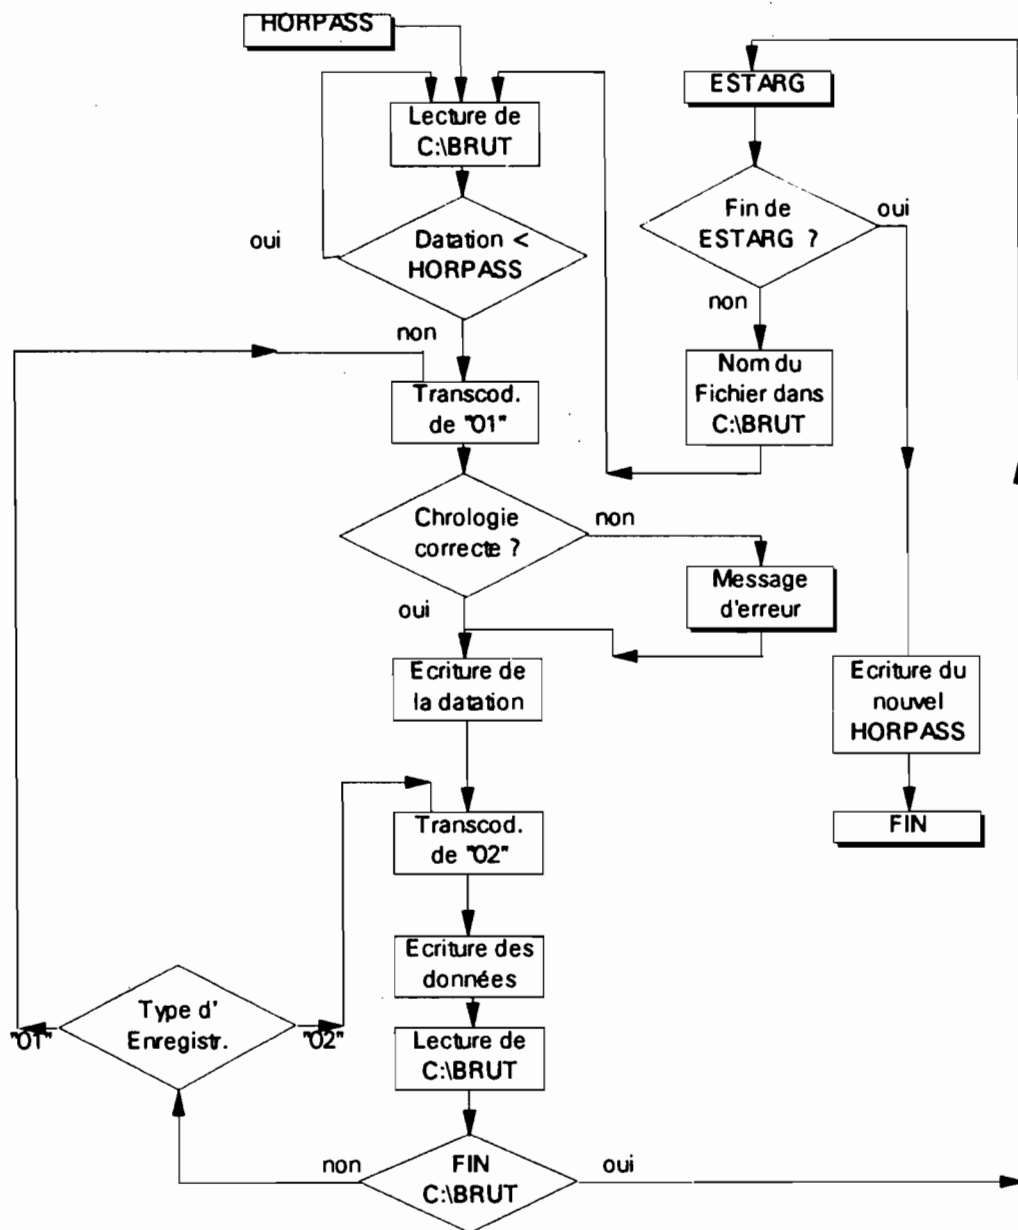 HORPASS
Lecture de
C:\BRUT
oui
Datation <
HORPASS
non
Transcod.
de "01"
Chrologie
correcte ?
non
Message
d'erreur
oui
Ecriture de
la datation
Transcod.
de "02"
Ecriture des
données
Lecture de
C:\BRUT
FIN
C:\BRUT
non
oui
Type d'
Enregistr.
"01"
"02"
ESTARG
Fin de
ESTARG ?
oui
non
Nom du
Fichier dans
C:\BRUT
Ecriture du
nouvel
HORPASS
FIN